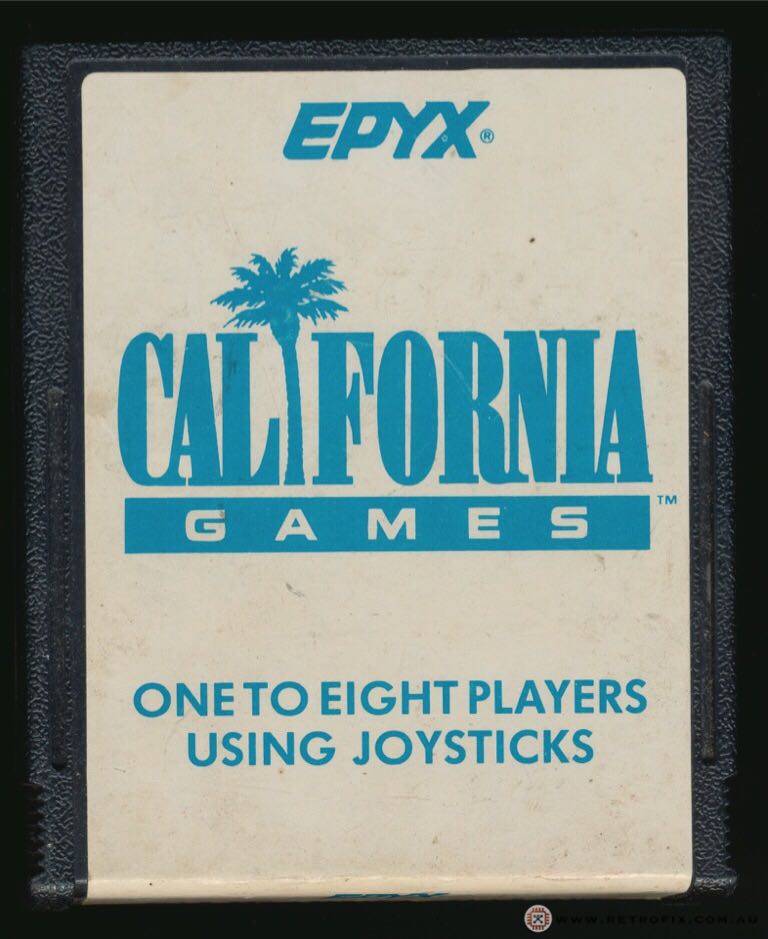 EPYX®
CALIFORNIA
GAMES™
ONE TO EIGHT PLAYERS
USING JOYSTICKS
WWW.RETROFIX.COM.AU